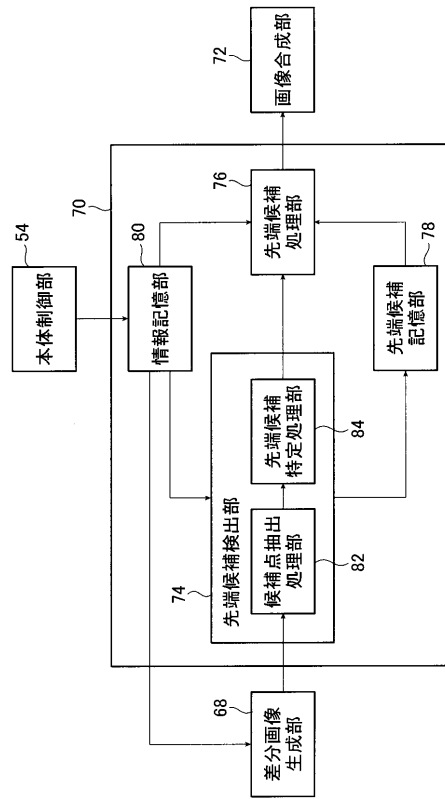 54
本体制御部
70
80
情報記憶部
74
先端候補検出部
82
候補点抽出
処理部
84
先端候補
特定処理部
68
差分画像
生成部
76
先端候補
処理部
78
先端候補
記憶部
72
画像合成部